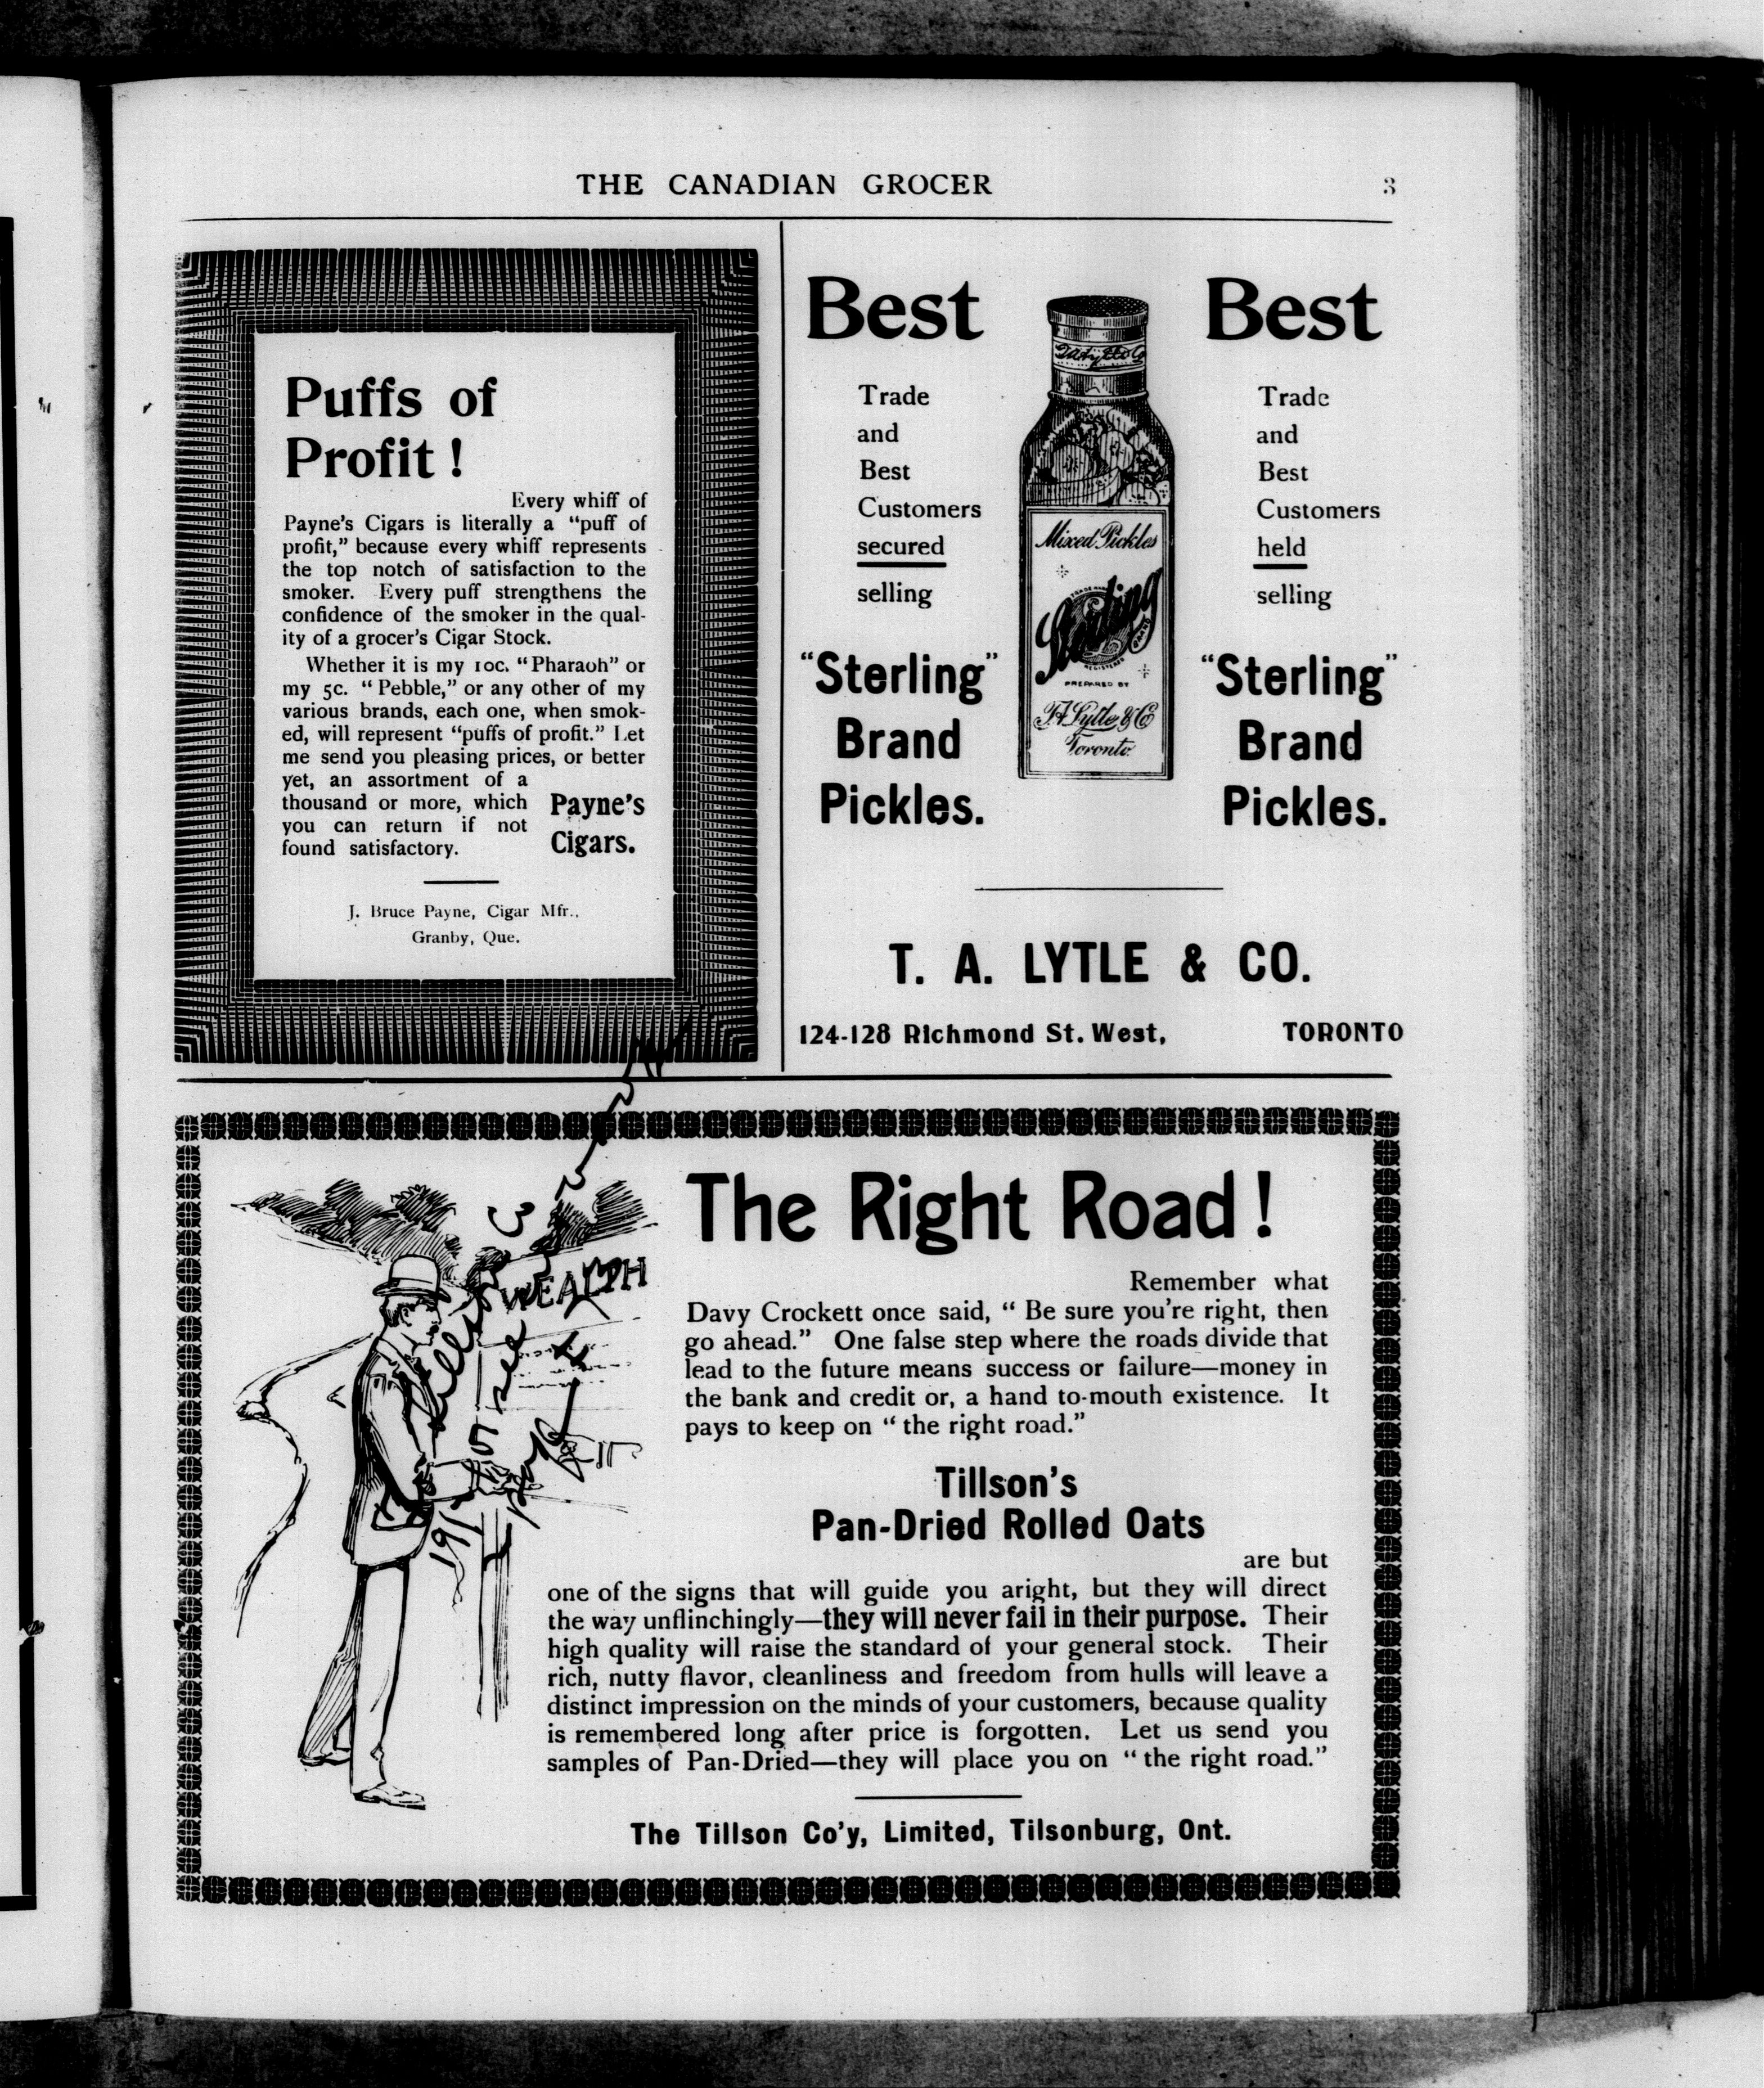 THE CANADIAN GROCER
3
Puffs of
Profit !
Every whiff of
Payne's Cigars is literally a "puff of
profit," because every whiff represents
the top notch of satisfaction to the
smoker. Every puff strengthens the
confidence of the smoker in the qual-
ity of a grocer's Cigar Stock.
Whether it is my 10c. "Pharaoh" or
my 5c. "Pebble," or any other of my
various brands, each one, when smok-
ed, will represent "puffs of profit." Let
me send you pleasing prices, or better
yet, an assortment of a
thousand or more, which
you can return if not
found satisfactory.
Payne's
Cigars.
J. Bruce Payne, Cigar Mfr.,
Granby, Que.
Best
Trade
and
Best
Customers
secured
selling
"Sterling"
Brand
Pickles.
Mixed Pickles
Sterling
TRADE MARK
BRAND
REGISTERED
PREPARED BY
T.A. Lytle & Co
Toronto.
Best
Trade
and
Best
Customers
held
selling
"Sterling"
Brand
Pickles.
T. A. LYTLE & CO.
124-128 Richmond St. West,
TORONTO
WEALTH
The Right Road !
Remember what
Davy Crockett once said, "Be sure you're right, then
go ahead." One false step where the roads divide that
lead to the future means success or failure—money in
the bank and credit or, a hand to-mouth existence. It
pays to keep on "the right road."
Tillson's
Pan-Dried Rolled Oats
are but
one of the signs that will guide you aright, but they will direct
the way unflinchingly—they will never fail in their purpose. Their
high quality will raise the standard of your general stock. Their
rich, nutty flavor, cleanliness and freedom from hulls will leave a
distinct impression on the minds of your customers, because quality
is remembered long after price is forgotten. Let us send you
samples of Pan-Dried—they will place you on "the right road."
The Tillson Co'y, Limited, Tilsonburg, Ont.